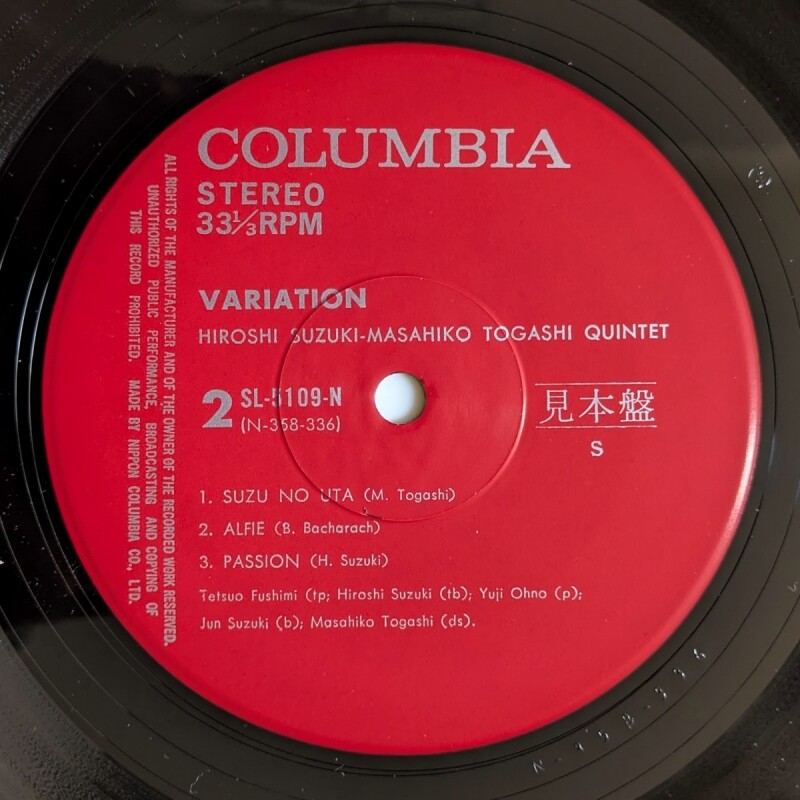 COLUMBIA
STEREO
33⅓RPM
VARIATION
HIROSHI SUZUKI-MASAHIKO TOGASHI QUINTET
2 SL-5109-N
(N-358-336)
見本盤
S
1. SUZU NO UTA (M. Togashi)
2. ALFIE (B. Bacharach)
3. PASSION (H. Suzuki)
Tetsuo Fushimi (tp; Hiroshi Suzuki (tb); Yuji Ohno (p);
Jun Suzuki (b); Masahiko Togashi (ds).
ALL RIGHTS OF THE MANUFACTURER AND OF THE OWNER OF THE RECORDED WORK RESERVED.
UNAUTHORIZED PUBLIC PERFORMANCE, BROADCASTING AND COPYING OF
THIS RECORD PROHIBITED. MADE BY NIPPON COLUMBIA CO., LTD.